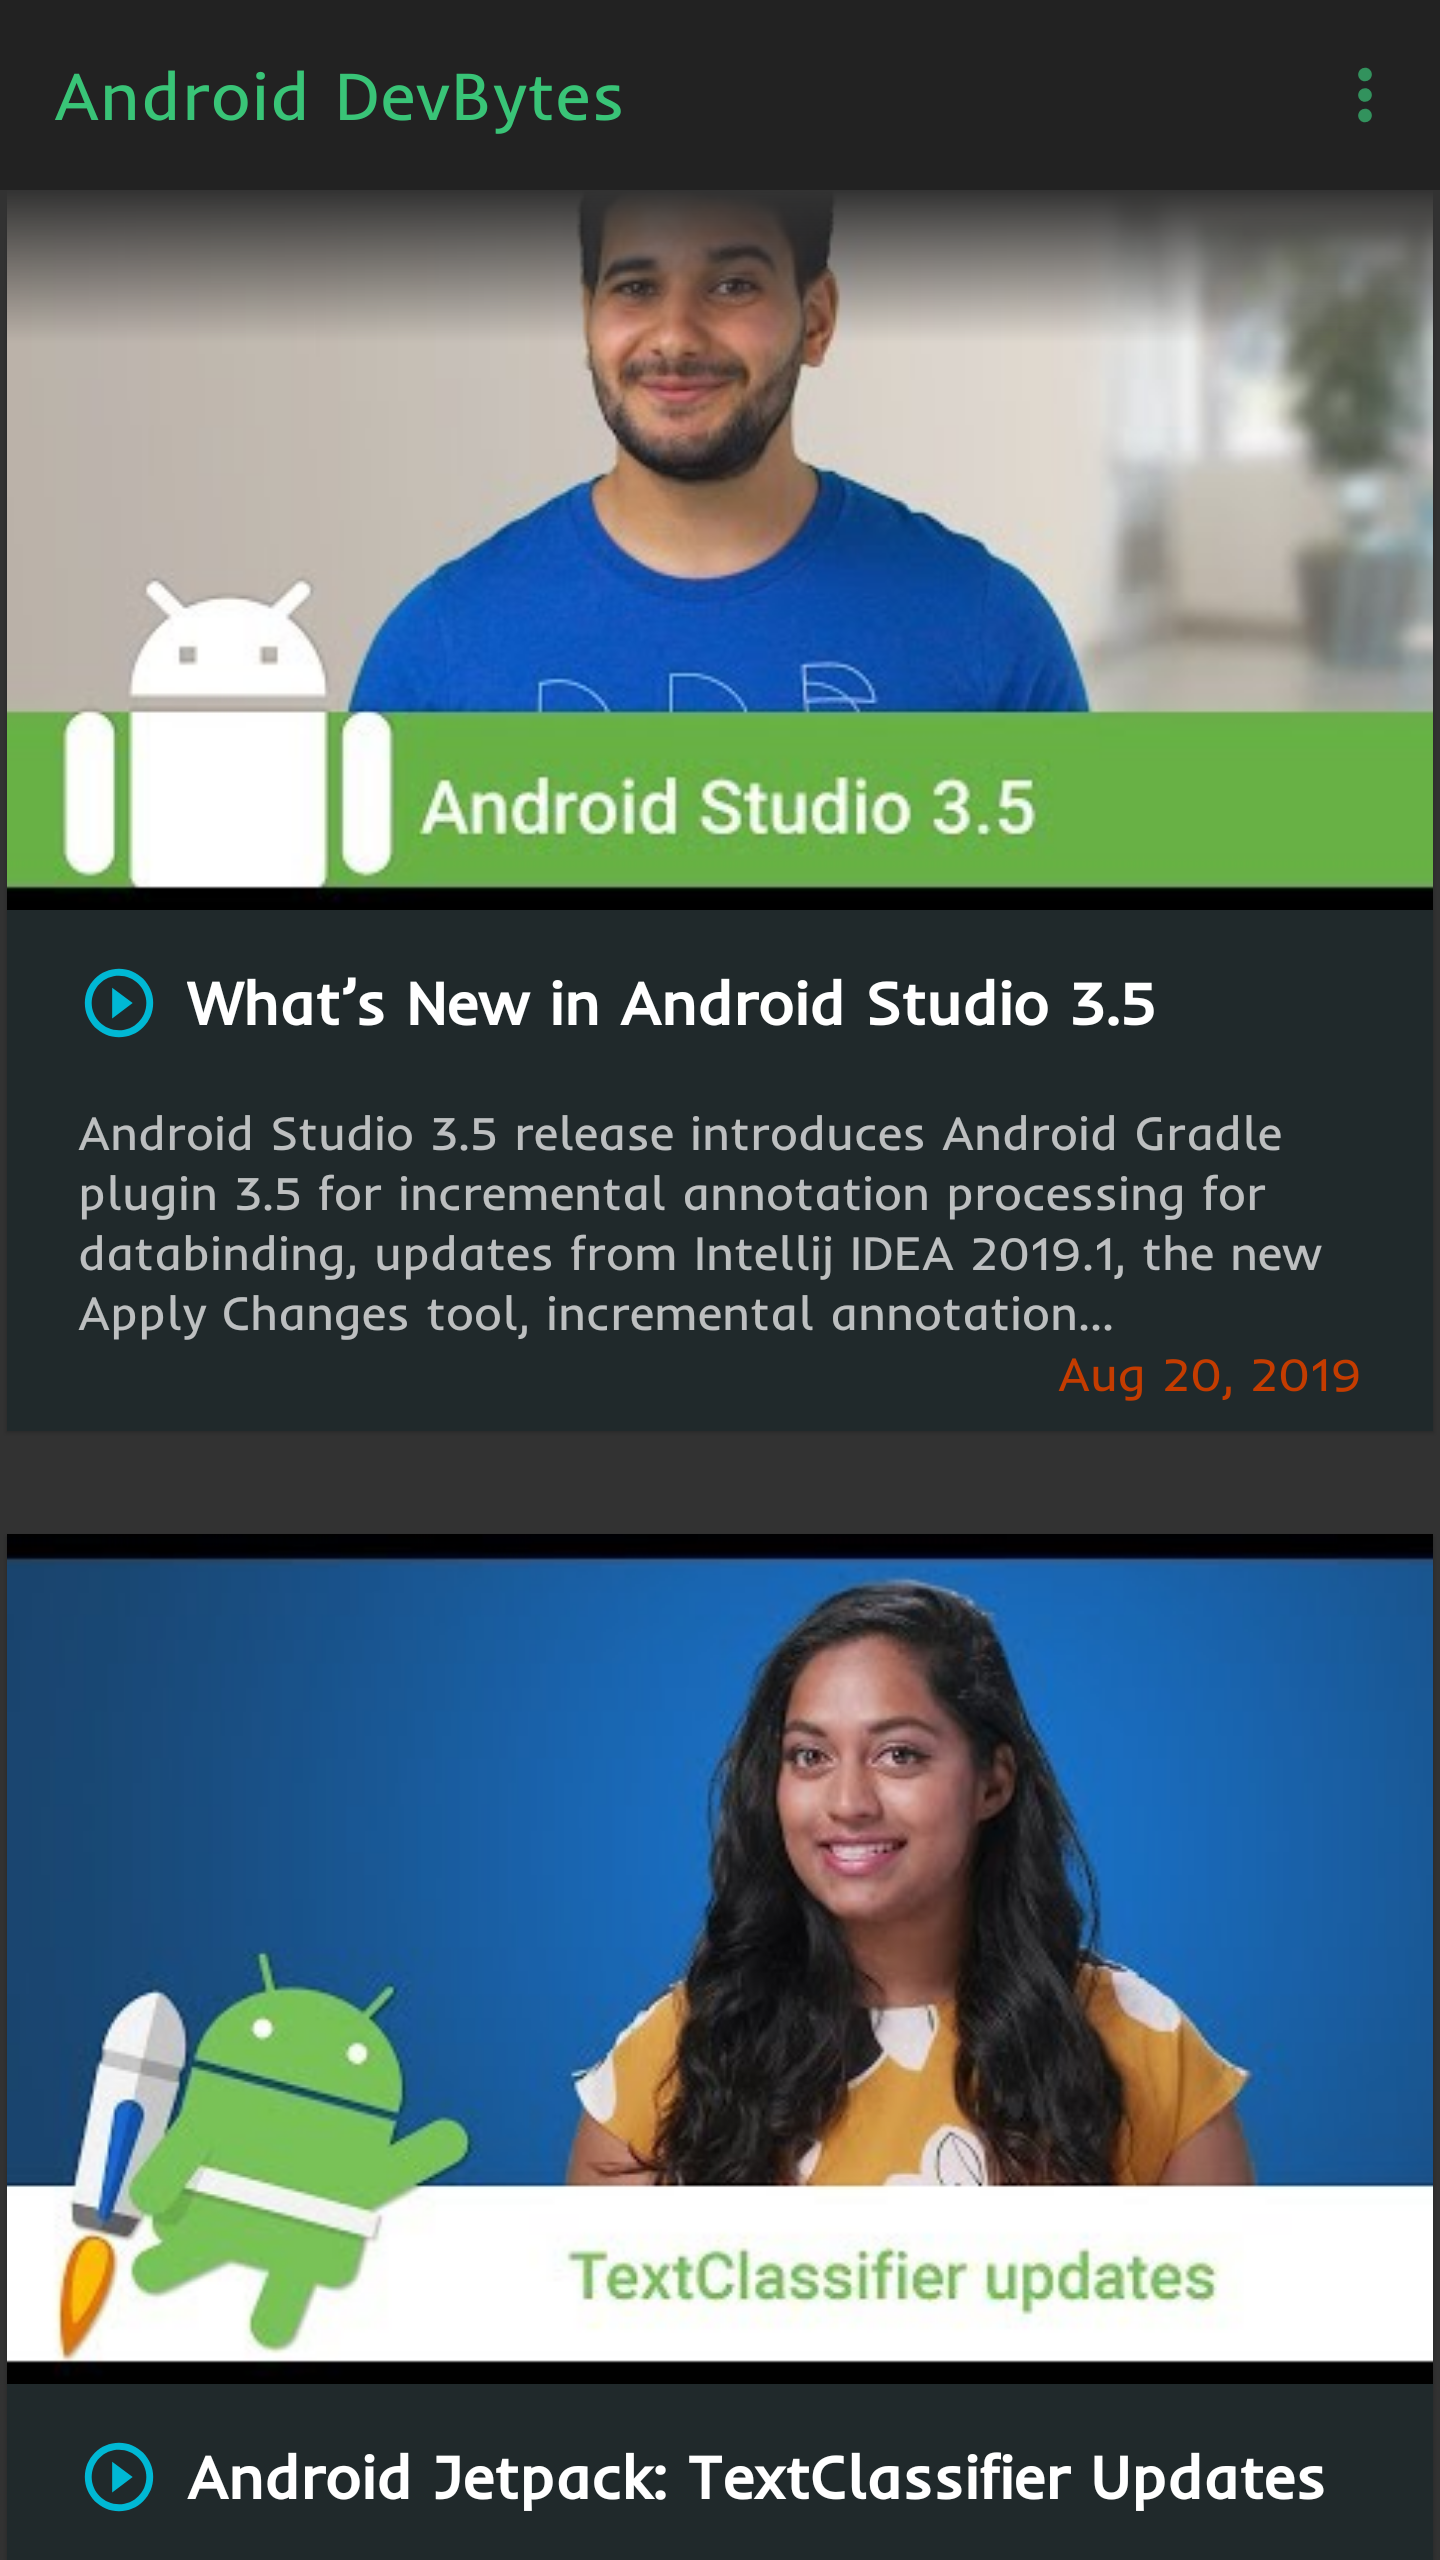 Android DevBytes
Android Studio 3.5
What’s New in Android Studio 3.5
Android Studio 3.5 release introduces Android Gradle
plugin 3.5 for incremental annotation processing for
databinding, updates from Intellij IDEA 2019.1, the new
Apply Changes tool, incremental annotation...
Aug 20, 2019
TextClassifier updates
Android Jetpack: TextClassifier Updates